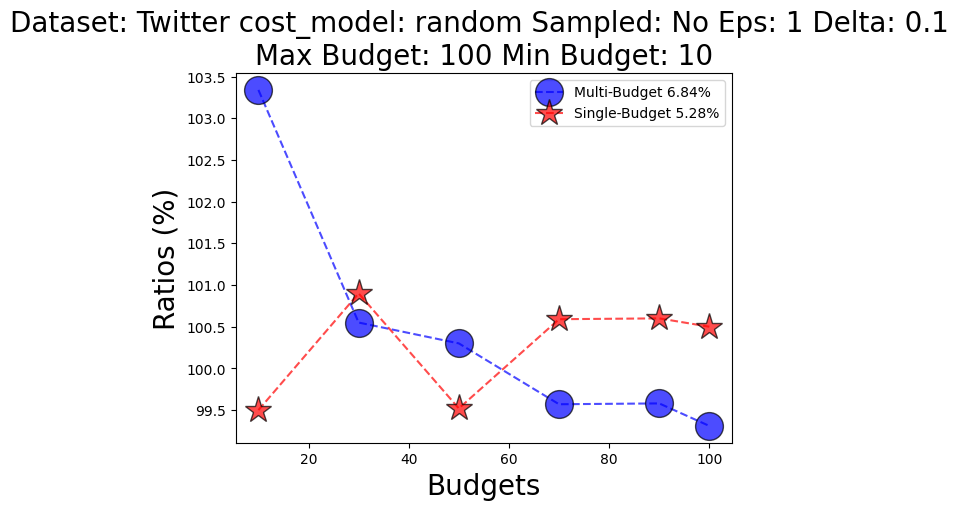 Dataset: Twitter cost_model: random Sampled: No Eps: 1 Delta: 0.1
Max Budget: 100 Min Budget: 10
103.5
103.0
102.5
102.0
101.5
101.0
100.5
100.0
99.5
Ratios (%)
Multi-Budget 6.84%
Single-Budget 5.28%
20 40 60 80 100
Budgets